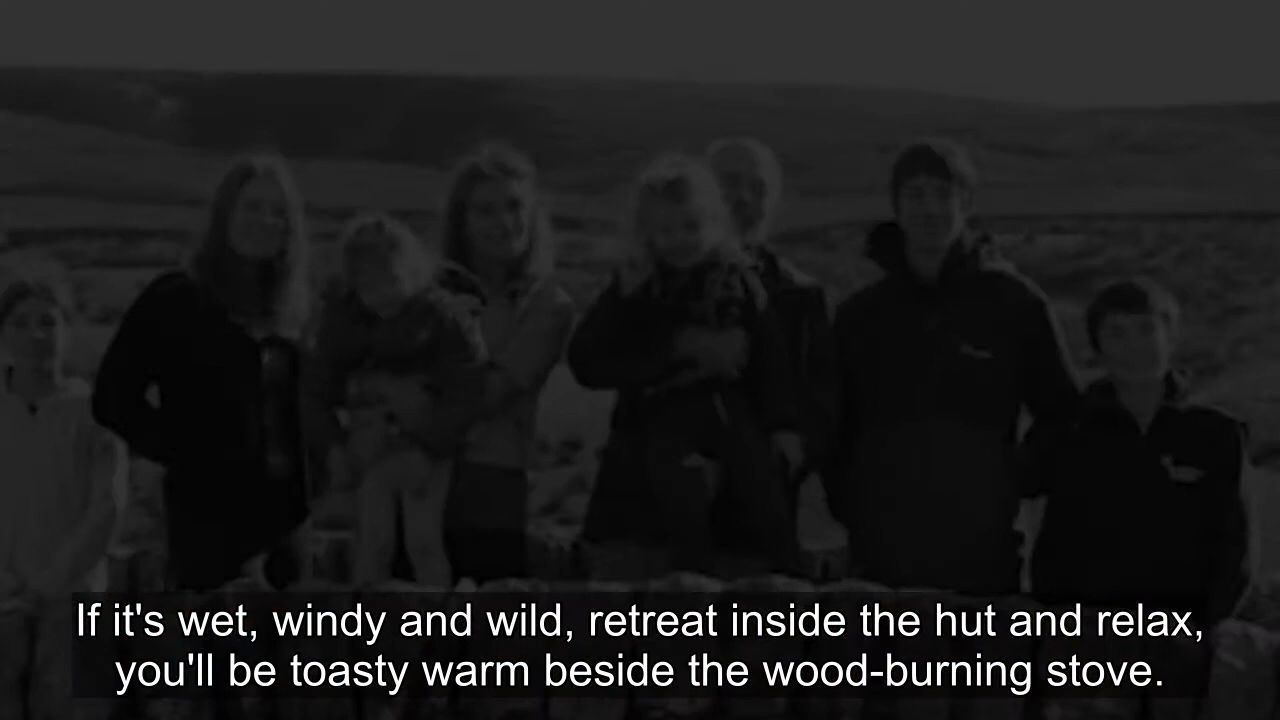 If it's wet, windy and wild, retreat inside the hut and relax,
you'll be toasty warm beside the wood-burning stove.